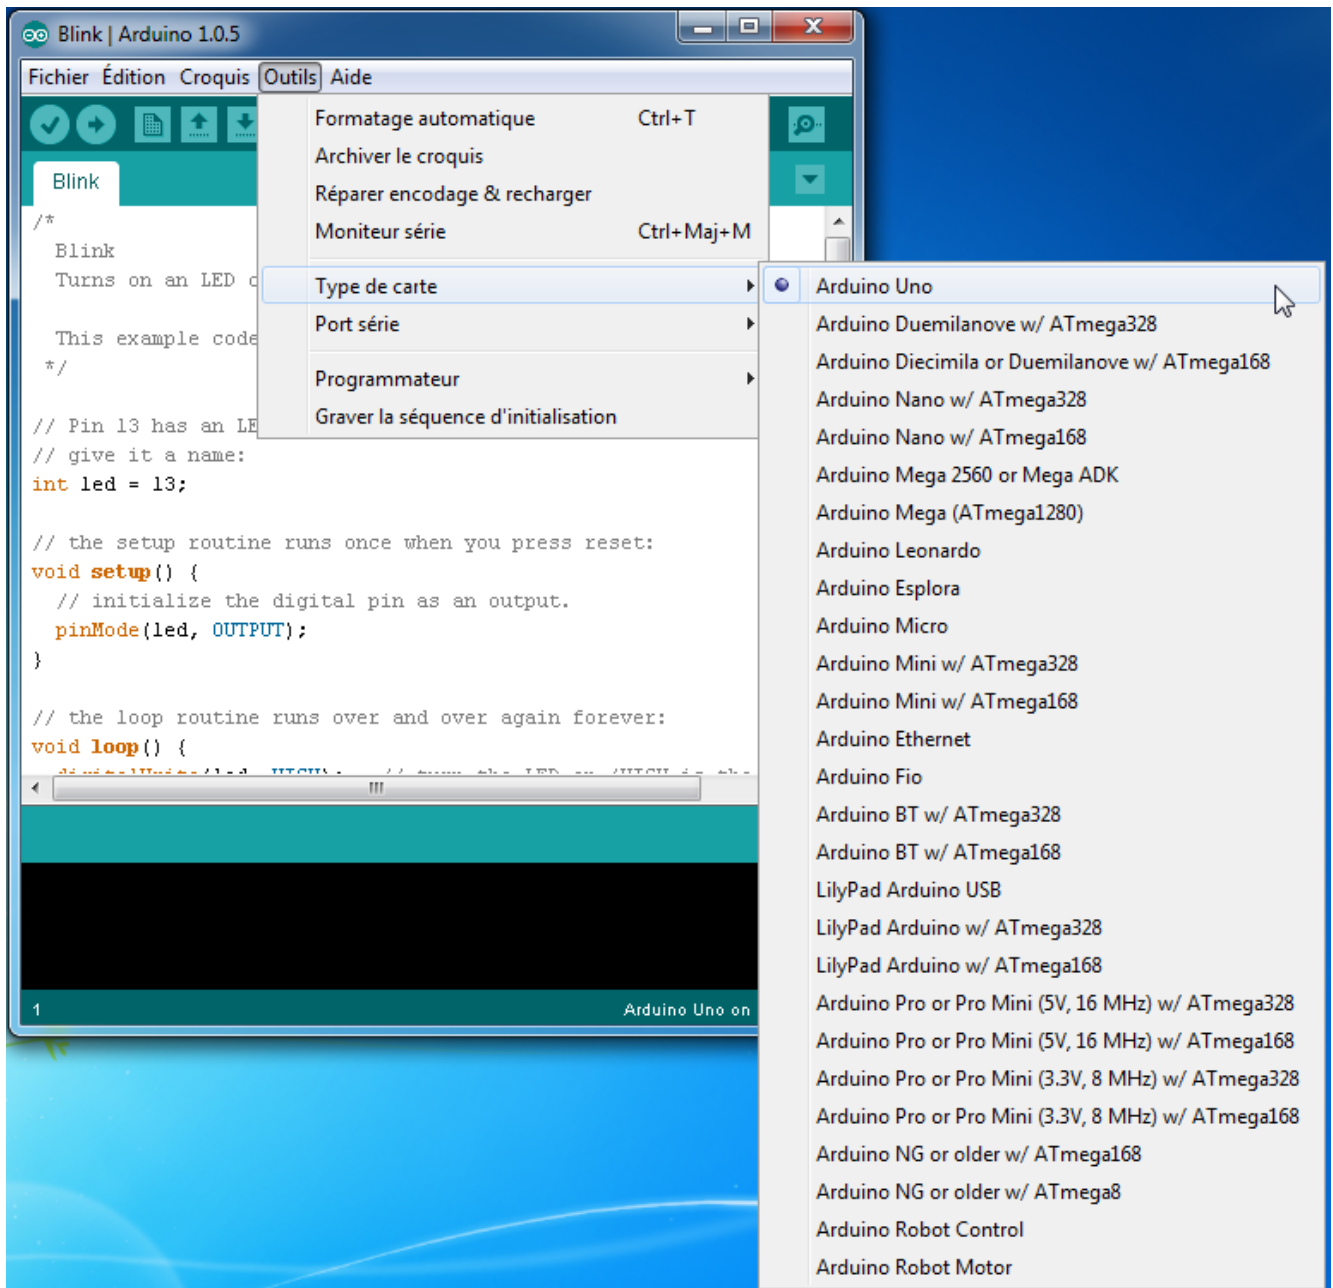 Blink | Arduino 1.0.5
Fichier Édition Croquis Outils Aide
Formatage automatique Ctrl+T
Archiver le croquis
Réparer encodage & recharger
Moniteur série Ctrl+Maj+M
Type de carte
Port série
Programmateur
Graver la séquence d'initialisation
Arduino Uno
Arduino Duemilanove w/ ATmega328
Arduino Diecimila or Duemilanove w/ ATmega168
Arduino Nano w/ ATmega328
Arduino Nano w/ ATmega168
Arduino Mega 2560 or Mega ADK
Arduino Mega (ATmega1280)
Arduino Leonardo
Arduino Esplora
Arduino Micro
Arduino Mini w/ ATmega328
Arduino Mini w/ ATmega168
Arduino Ethernet
Arduino Fio
Arduino BT w/ ATmega328
Arduino BT w/ ATmega168
LilyPad Arduino USB
LilyPad Arduino w/ ATmega328
LilyPad Arduino w/ ATmega168
Arduino Pro or Pro Mini (5V, 16 MHz) w/ ATmega328
Arduino Pro or Pro Mini (5V, 16 MHz) w/ ATmega168
Arduino Pro or Pro Mini (3.3V, 8 MHz) w/ ATmega328
Arduino Pro or Pro Mini (3.3V, 8 MHz) w/ ATmega168
Arduino NG or older w/ ATmega168
Arduino NG or older w/ ATmega8
Arduino Robot Control
Arduino Robot Motor
Blink
/*
Blink
Turns on an LED
This example code
*/
// Pin 13 has an
// give it a name:
int led = 13;
// the setup routine runs once when you press reset:
void setup() {
// initialize the digital pin as an output.
pinMode(led, OUTPUT);
}
// the loop routine runs over and over again forever:
void loop() {
digitalWrite(led, HIGH); // turn the LED on (HIGH is the
1
Arduino Uno on